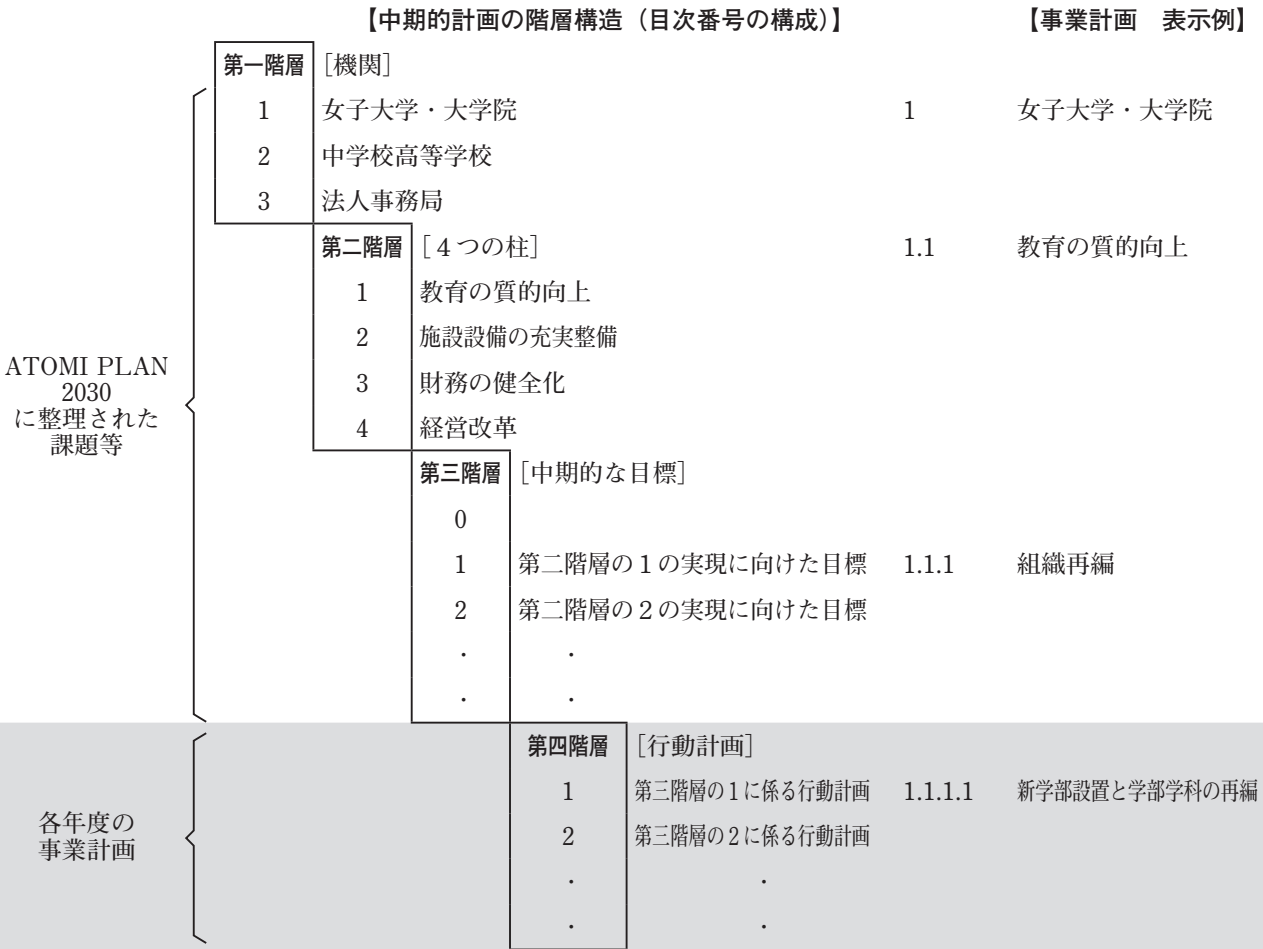 【中期的計画の階層構造（目次番号の構成）】 【事業計画　表示例】
第一階層 ［機関］
1 女子大学・大学院 1 女子大学・大学院
2 中学校高等学校
3 法人事務局
第二階層 ［４つの柱］ 1.1 教育の質的向上
1 教育の質的向上
2 施設設備の充実整備
3 財務の健全化
4 経営改革
ATOMI PLAN
2030
に整理された
課題等
第三階層 ［中期的な目標］
0
1 第二階層の１の実現に向けた目標 1.1.1 組織再編
2 第二階層の２の実現に向けた目標
・ ・
・ ・
第四階層 ［行動計画］
1 第三階層の1に係る行動計画 1.1.1.1 新学部設置と学部学科の再編
2 第三階層の2に係る行動計画
・ ・
・ ・
各年度の
事業計画